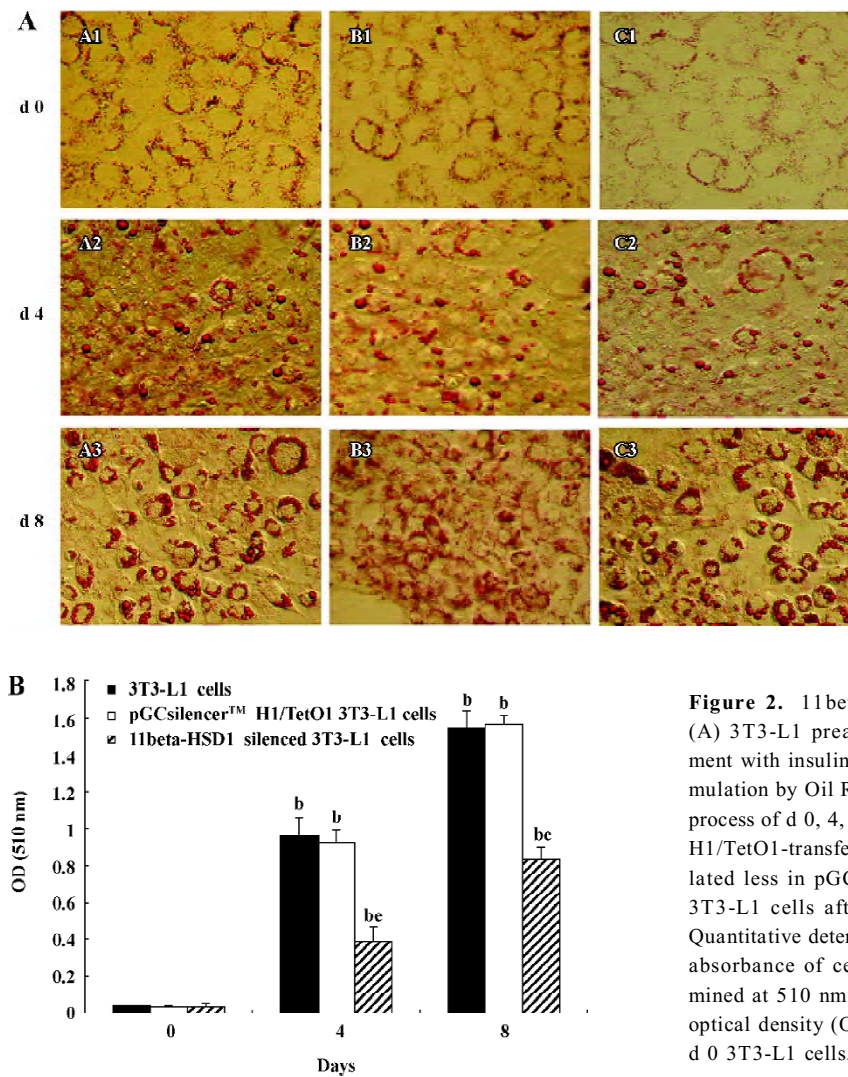 A
A1
B1
C1
d 0
A2
B2
C2
d 4
A3
B3
C3
d 8
B
1.8
1.6
1.4
1.2
1
0.8
0.6
0.4
0.2
0
OD (510 nm)
3T3-L1 cells
pGCsilencer™ H1/TetO1 3T3-L1 cells
11beta-HSD1 silenced 3T3-L1 cells
b b
be
b b
bc
0 4 8
Days
Figure 2. 11be
(A) 3T3-L1 prea
ment with insulin
mulation by Oil R
process of d 0, 4,
H1/TetO1-transfe
lated less in pGC
3T3-L1 cells aft
Quantitative deter
absorbance of ce
mined at 510 nm
optical density (O
d 0 3T3-L1 cells.